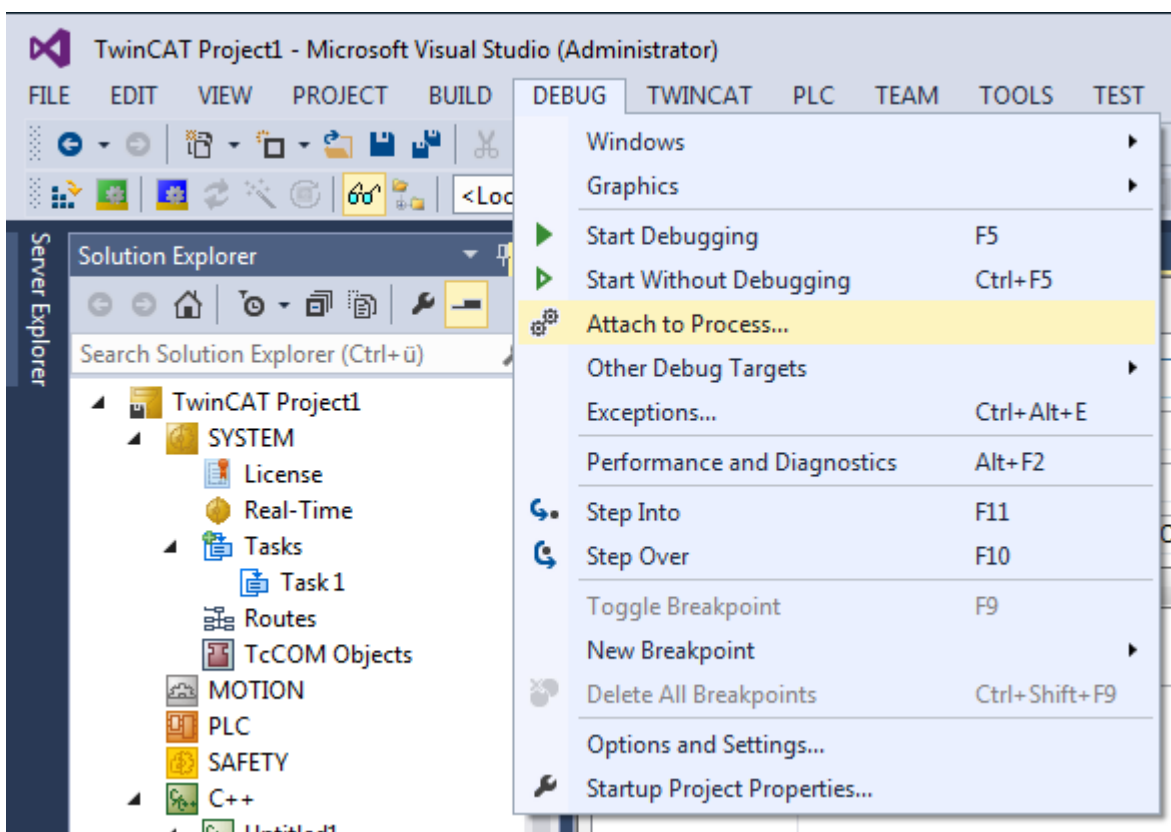 TwinCAT Project1 - Microsoft Visual Studio (Administrator)
FILE EDIT VIEW PROJECT BUILD DEBUG TWINCAT PLC TEAM TOOLS TEST
<Loc
Server Explorer
Solution Explorer
Search Solution Explorer (Ctrl+ü)
TwinCAT Project1
SYSTEM
License
Real-Time
Tasks
Task 1
Routes
TcCOM Objects
MOTION
PLC
SAFETY
C++
Untitled1
Windows
Graphics
Start Debugging F5
Start Without Debugging Ctrl+F5
Attach to Process...
Other Debug Targets
Exceptions... Ctrl+Alt+E
Performance and Diagnostics Alt+F2
Step Into F11
Step Over F10
Toggle Breakpoint F9
New Breakpoint
Delete All Breakpoints Ctrl+Shift+F9
Options and Settings...
Startup Project Properties...